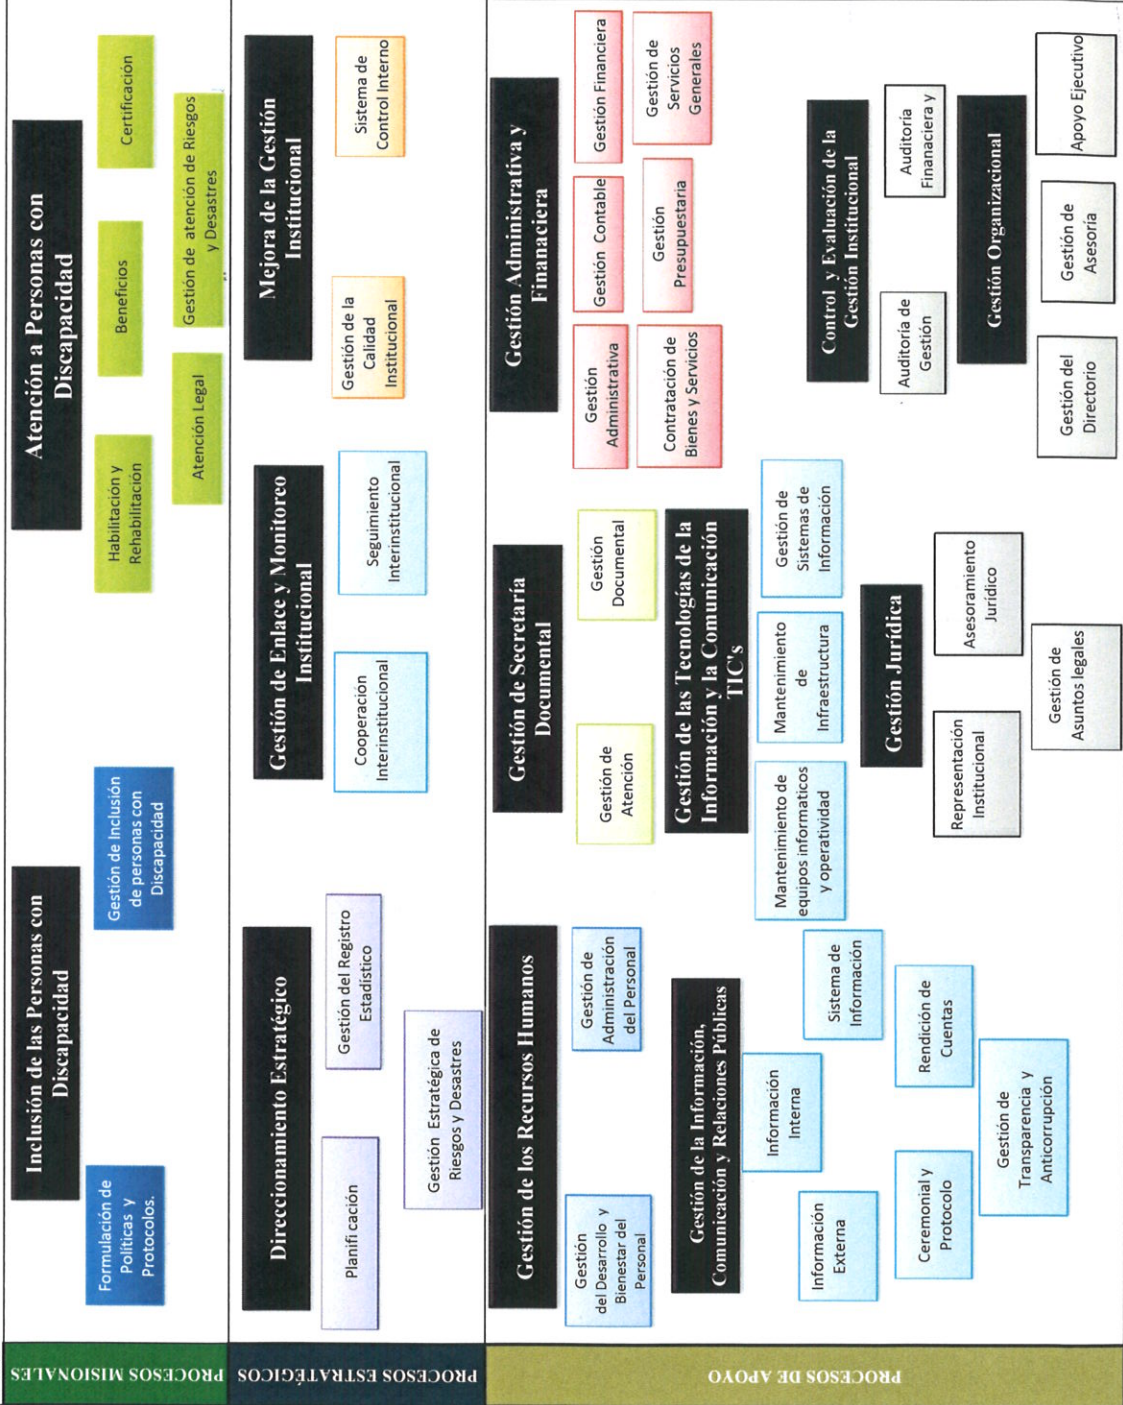 PROCESOS MISIONALES
Inclusión de las Personas con
Discapacidad
Formulación de
Políticas y
Protocolos.
Gestión de Inclusión
de personas con
Discapacidad
Atención a Personas con
Discapacidad
Habilitación y
Rehabilitación
Beneficios
Certificación
Atención Legal
Gestión de atención de Riesgos
y Desastres
PROCESOS ESTRATÉGICOS
Direccionamiento Estratégico
Planifi cación
Gestión del Registro
Estadístico
Gestión Estratégica de
Riesgos y Desastres
Gestión de Enlace y Monitoreo
Institucional
Cooperación
Interinstitucional
Seguimiento
Interinstitucional
Mejora de la Gestión
Institucional
Gestión de la
Calidad
Institucional
Sistema de
Control Interno
PROCESOS DE APOYO
Gestión de los Recursos Humanos
Gestión
del Desarrollo y
Bienestar del
Personal
Gestión de
Administración
del Personal
Gestión de la Información,
Comunicación y Relaciones Públicas
Información
Interna
Información
Externa
Sistema de
Información
Ceremonial y
Protocolo
Rendición de
Cuentas
Gestión de
Transparencia y
Anticorrupción
Gestión de Secretaría
Documental
Gestión de
Atención
Gestión
Documental
Gestión de las Tecnologías de la
Información y la Comunicación
TIC's
Mantenimiento de
equipos informaticos
y operatividad
Mantenimiento
de
Infraestructura
Gestión de
Sistemas de
Información
Gestión Jurídica
Representación
Institucional
Asesoramiento
Jurídico
Gestión de
Asuntos legales
Gestión Administrativa y
Finanaciera
Gestión
Administrativa
Gestión Contable
Gestión Financiera
Contratación de
Bienes y Servicios
Gestión
Presupuestaria
Gestión de
Servicios
Generales
Control y Evaluación de la
Gestión Institucional
Auditoría de
Gestión
Auditoría
Finanaciera y
Gestión Organizacional
Gestión del
Directorio
Gestión de
Asesoría
Apoyo Ejecutivo